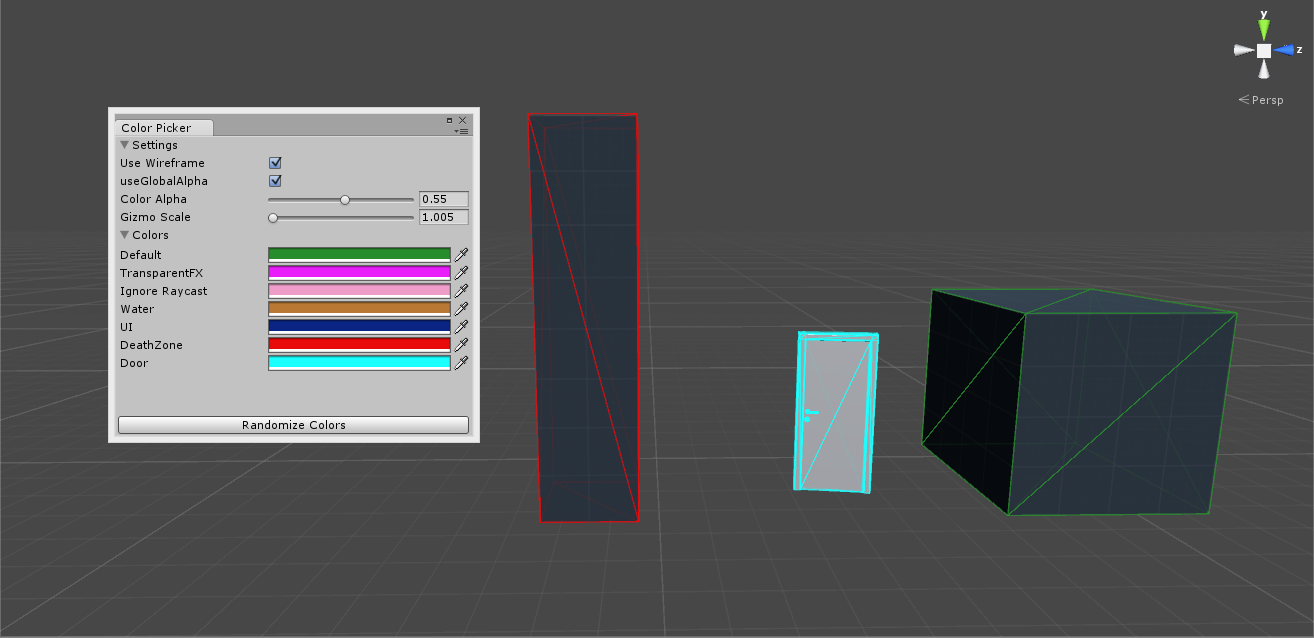 y
z
Persp
Color Picker
Settings
Use Wireframe
useGlobalAlpha
Color Alpha 0.55
Gizmo Scale 1.005
Colors
Default
TransparentFX
Ignore Raycast
Water
UI
DeathZone
Door
Randomize Colors